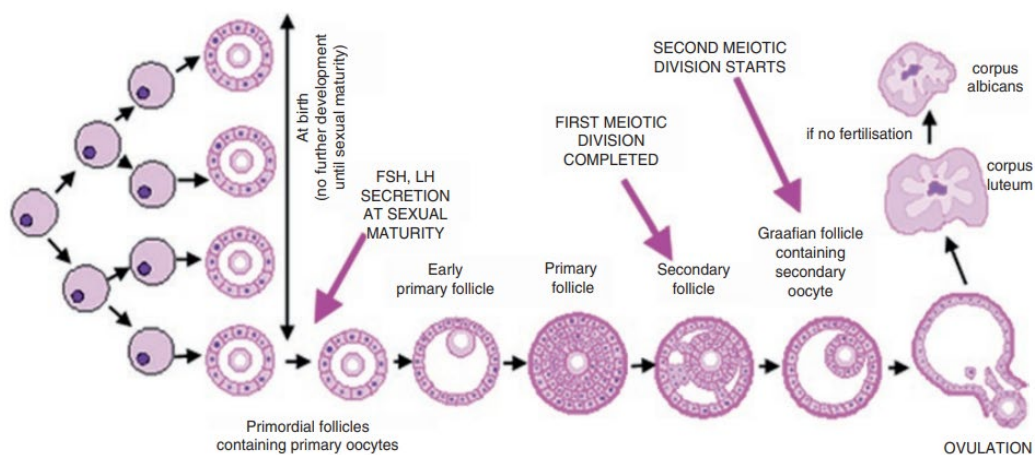 At birth
(no further development
until sexual maturity)
FSH, LH
SECRETION
AT SEXUAL
MATURITY
Primordial follicles
containing primary oocytes
Early
primary follicle
Primary
follicle
FIRST MEIOTIC
DIVISION
COMPLETED
Secondary
follicle
SECOND MEIOTIC
DIVISION STARTS
Graafian follicle
containing
secondary
oocyte
OVULATION
corpus
luteum
if no fertilisation
corpus
albicans